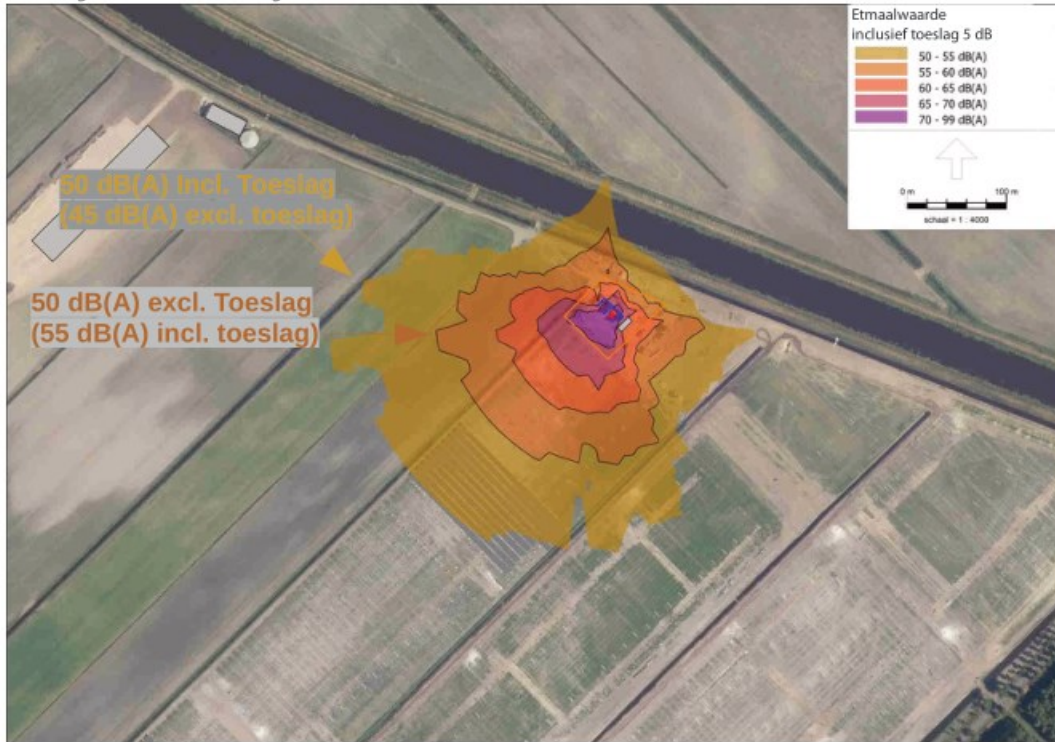 Etmaalwaarde
inclusief toeslag 5 dB
50 - 55 dB(A)
55 - 60 dB(A)
60 - 65 dB(A)
65 - 70 dB(A)
70 - 99 dB(A)
0 m
100 m
schaal = 1 : 4000
50 dB(A) Incl. Toeslag
(45 dB(A) excl. toeslag)
50 dB(A) excl. Toeslag
(55 dB(A) incl. toeslag)